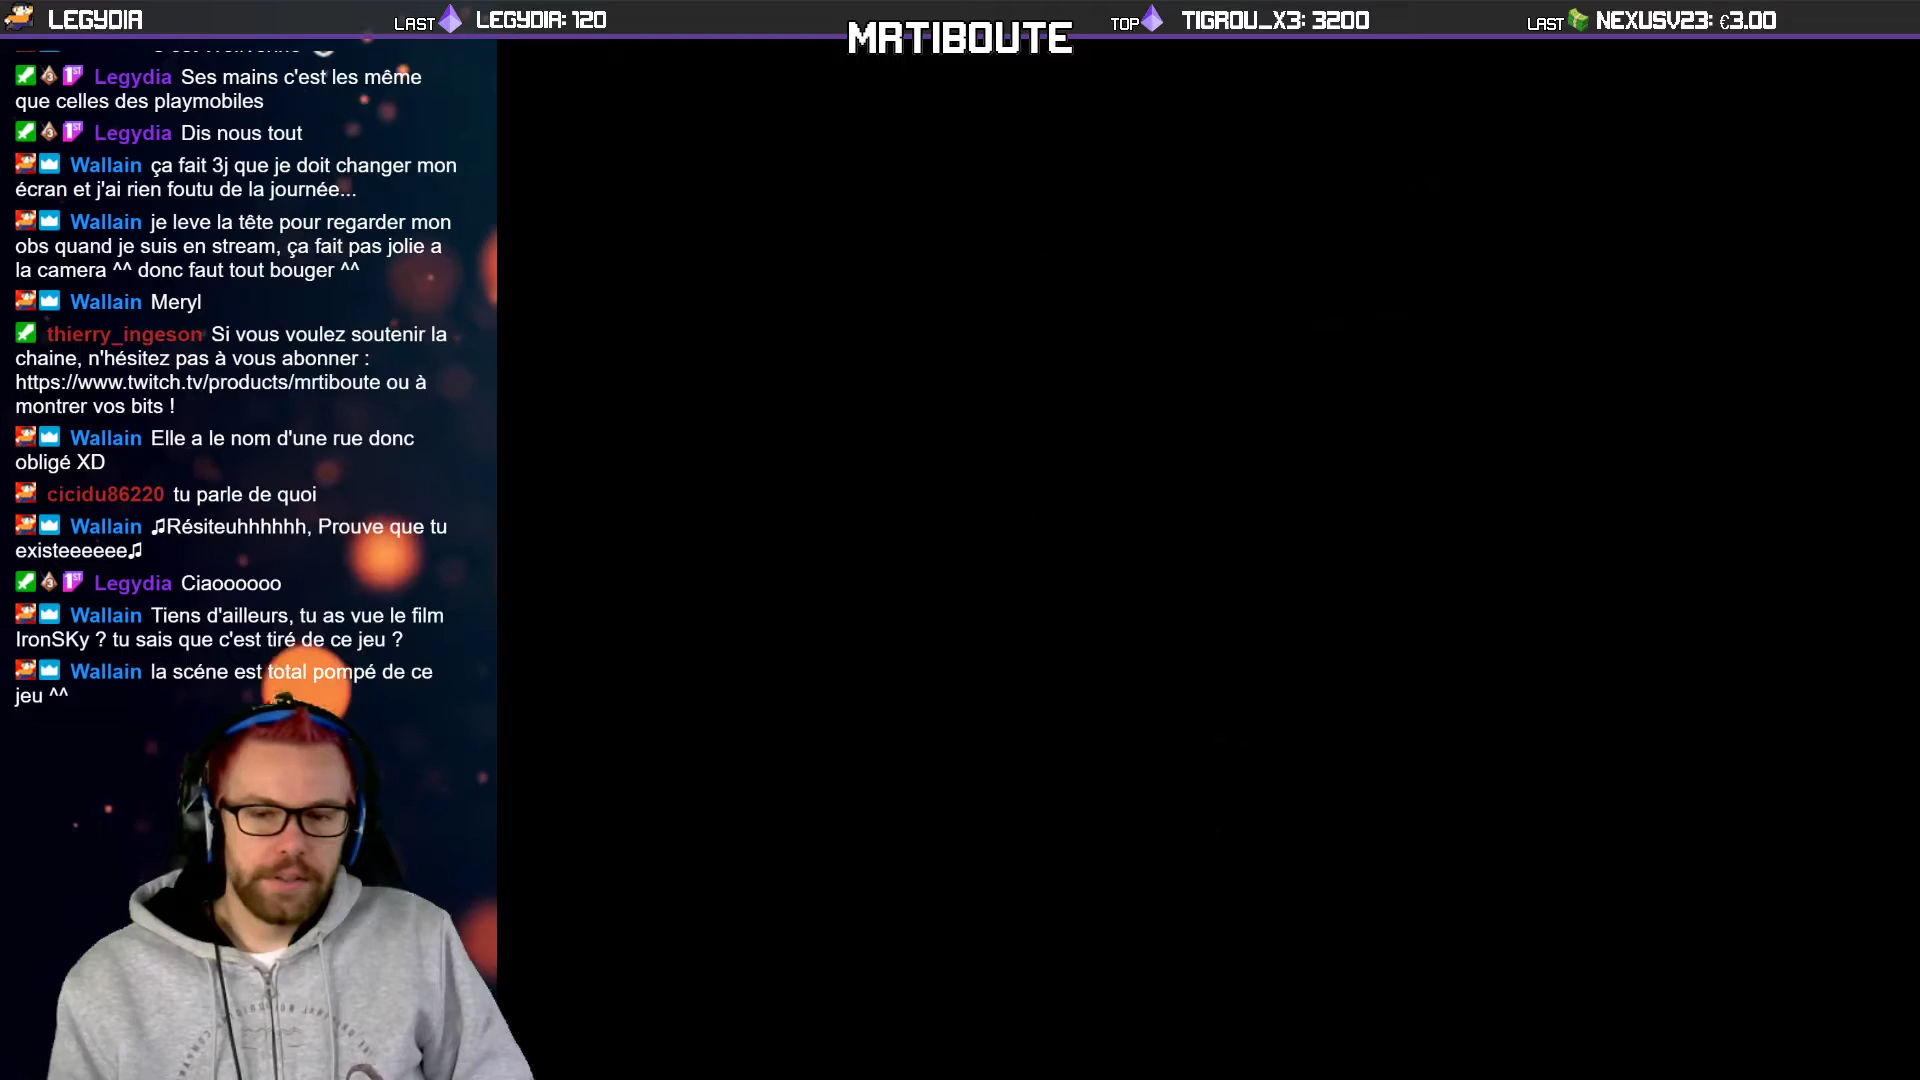 LEGYDIA
LAST LEGYDIA: 120
MRTIBOUTE
TOP TIGROU_X3: 3200
LAST NEXUSV23: €3.00
Legydia Ses mains c'est les même
que celles des playmobiles
Legydia Dis nous tout
Wallain ça fait 3j que je doit changer mon
écran et j'ai rien foutu de la journée...
Wallain je leve la tête pour regarder mon
obs quand je suis en stream, ça fait pas jolie a
la camera ^^ donc faut tout bouger ^^
Wallain Meryl
thierry_ingeson Si vous voulez soutenir la
chaine, n'hésitez pas à vous abonner :
https://www.twitch.tv/products/mrtiboute ou à
montrer vos bits !
Wallain Elle a le nom d'une rue donc
obligé XD
cicidu86220 tu parle de quoi
Wallain ♫Résiteuhhhhhh, Prouve que tu
existeeeeee♫
Legydia Ciaoooooo
Wallain Tiens d'ailleurs, tu as vue le film
IronSKy ? tu sais que c'est tiré de ce jeu ?
Wallain la scéne est total pompé de ce
jeu ^^